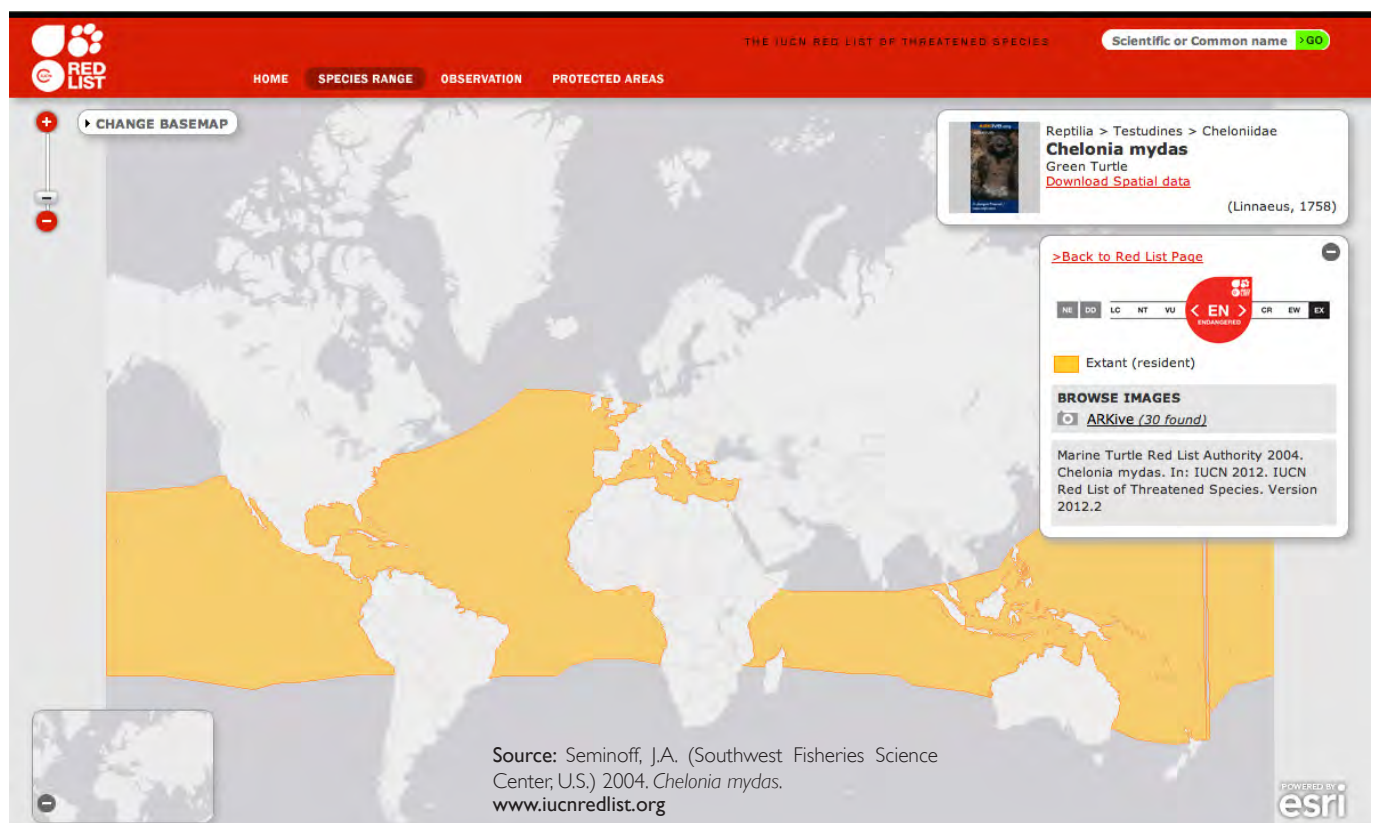 THE IUCN RED LIST OF THREATENED SPECIES
Scientific or Common name >GO
RED
LIST
HOME SPECIES RANGE OBSERVATION PROTECTED AREAS
CHANGE BASEMAP
Reptilia > Testudines > Cheloniidae
Chelonia mydas
Green Turtle
Download Spatial data
(Linnaeus, 1758)
>Back to Red List Page
NE DD LC NT VU < EN > CR EW EX
ENDANGERED
Extant (resident)
BROWSE IMAGES
ARKive (30 found)
Marine Turtle Red List Authority 2004.
Chelonia mydas. In: IUCN 2012. IUCN
Red List of Threatened Species. Version
2012.2
Source: Seminoff, J.A. (Southwest Fisheries Science
Center, U.S.) 2004. Chelonia mydas.
www.iucnredlist.org
POWERED BY
esri